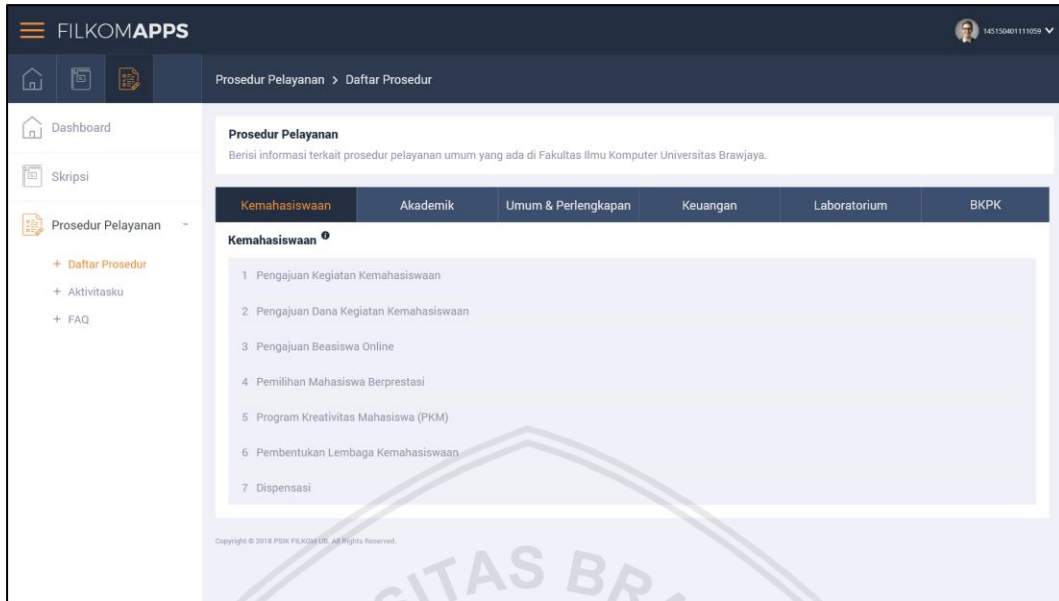 FILKOMAPPS
145150401111059
Prosedur Pelayanan > Daftar Prosedur
Dashboard
Skripsi
Prosedur Pelayanan -
+ Daftar Prosedur
+ Aktivitasku
+ FAQ
Prosedur Pelayanan
Berisi informasi terkait prosedur pelayanan umum yang ada di Fakultas Ilmu Komputer Universitas Brawijaya.
Kemahasiswaan Akademik Umum & Perlengkapan Keuangan Laboratorium BKPK
Kemahasiswaan
1 Pengajuan Kegiatan Kemahasiswaan
2 Pengajuan Dana Kegiatan Kemahasiswaan
3 Pengajuan Beasiswa Online
4 Pemilihan Mahasiswa Berprestasi
5 Program Kreativitas Mahasiswa (PKM)
6 Pembentukan Lembaga Kemahasiswaan
7 Dispensasi
Copyright © 2018 PSIK FILKOM UB. All Rights Reserved.
SITAS BRA